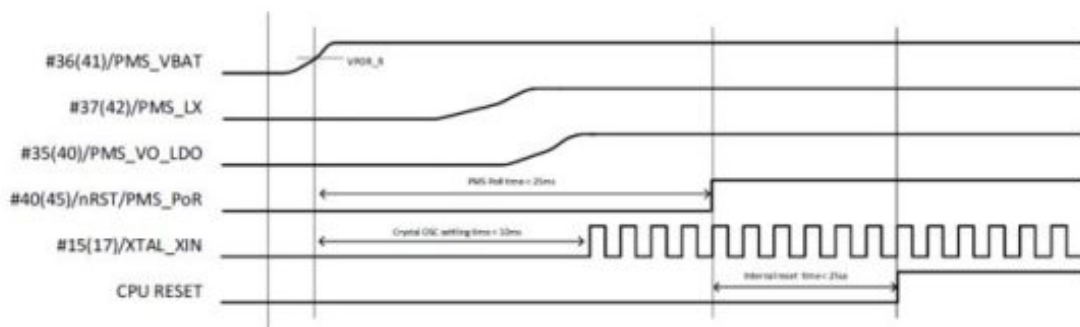 #36(41)/PMS_VBAT
VPOR_R
#37(42)/PMS_LX
#35(40)/PMS_VO_LDO
PMS PoR time < 25ms
#40(45)/nRST/PMS_PoR
Crystal OSC settling time < 10ms
#15(17)/XTAL_XIN
Internal reset time < 25us
CPU RESET